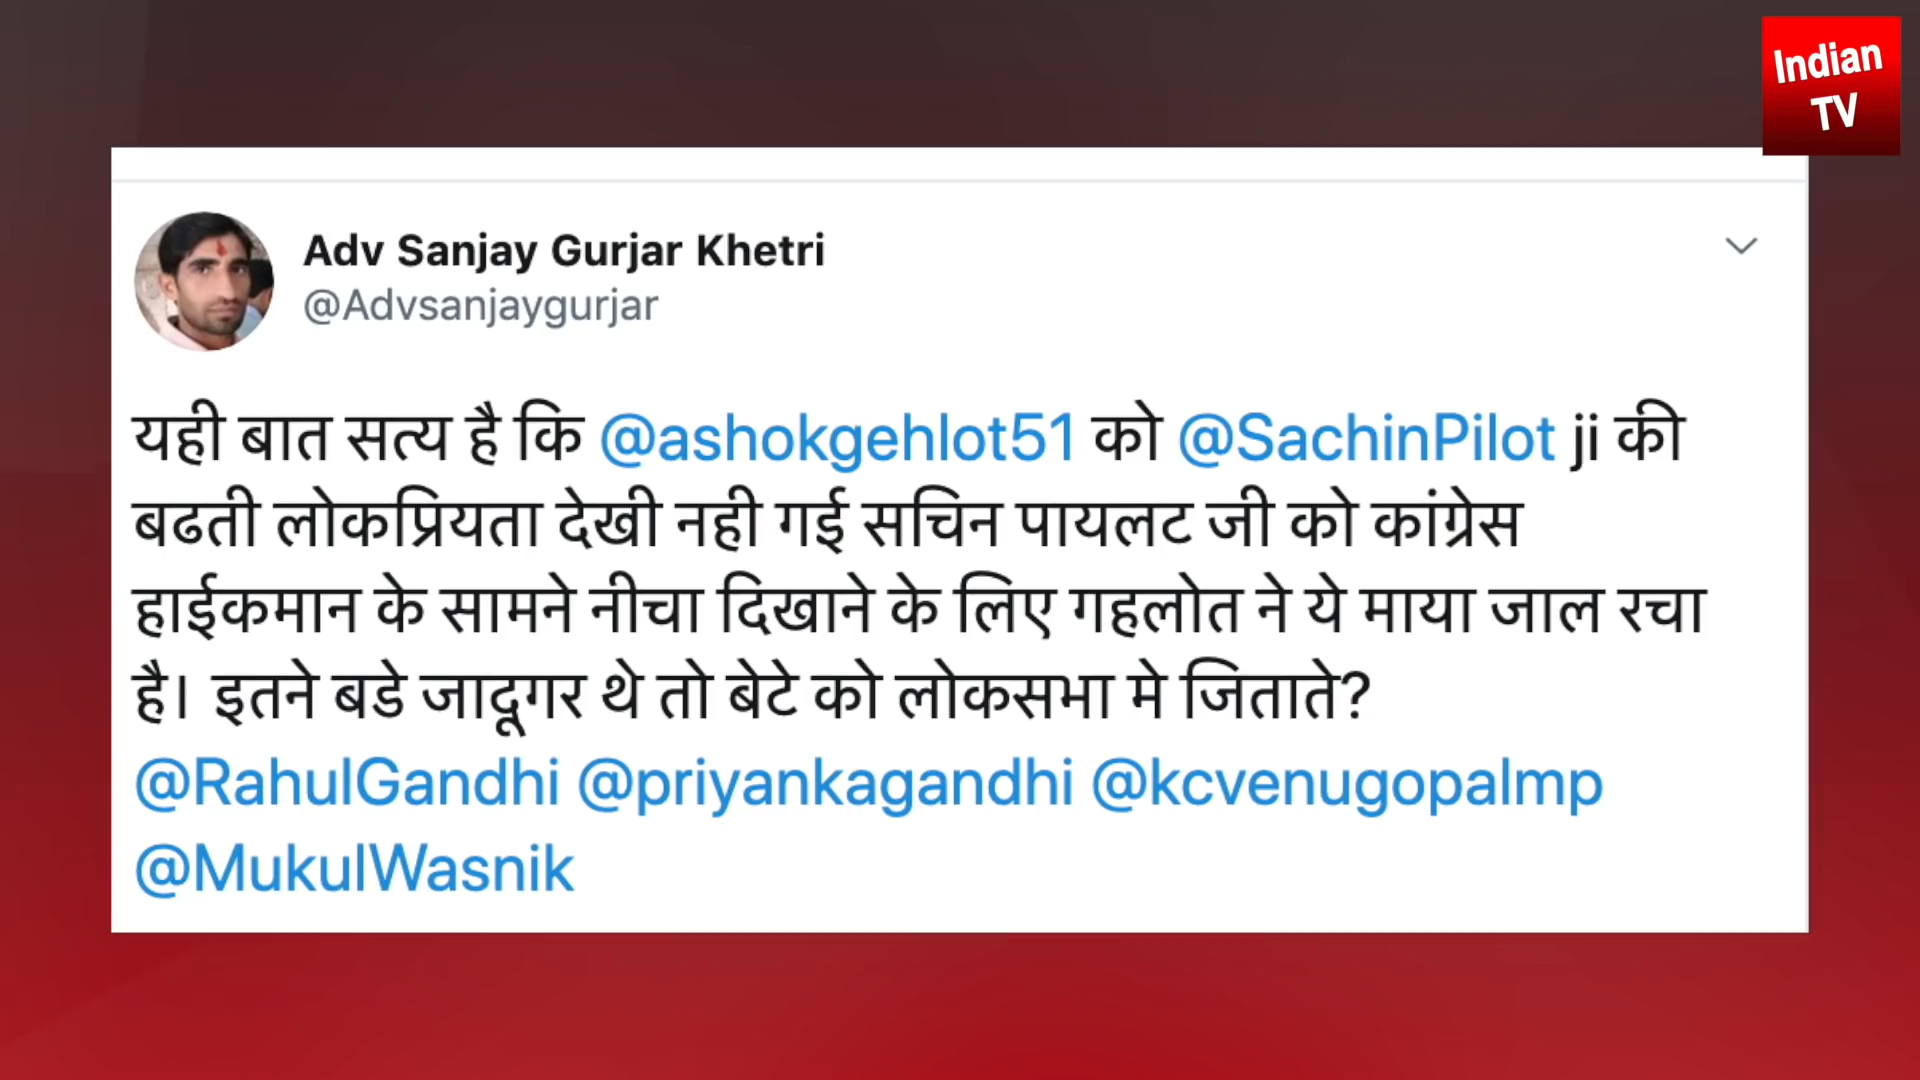 Indian
TV
Adv Sanjay Gurjar Khetri
@Advsanjaygurjar
यही बात सत्य है कि @ashokgehlot51 को @SachinPilot ji की
बढती लोकप्रियता देखी नही गई सचिन पायलट जी को कांग्रेस
हाईकमान के सामने नीचा दिखाने के लिए गहलोत ने ये माया जाल रचा
है। इतने बडे जादूगर थे तो बेटे को लोकसभा मे जिताते?
@RahulGandhi @priyankagandhi @kcvenugopalmp
@MukulWasnik